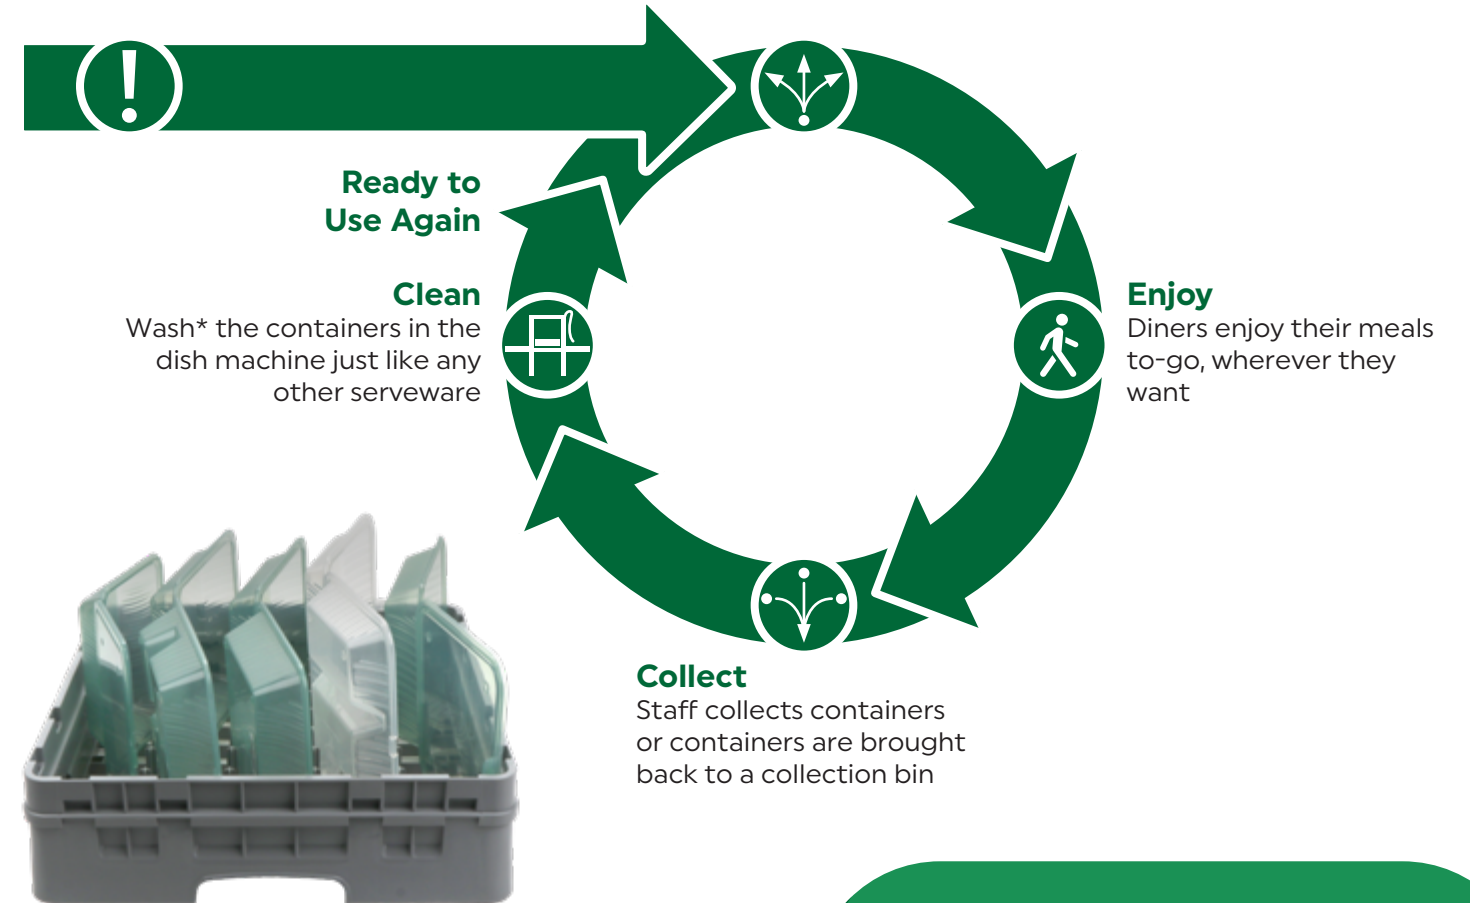 Ready to
Use Again
Clean
Wash* the containers in the
dish machine just like any
other serveware
Enjoy
Diners enjoy their meals
to-go, wherever they
want
Collect
Staff collects containers
or containers are brought
back to a collection bin